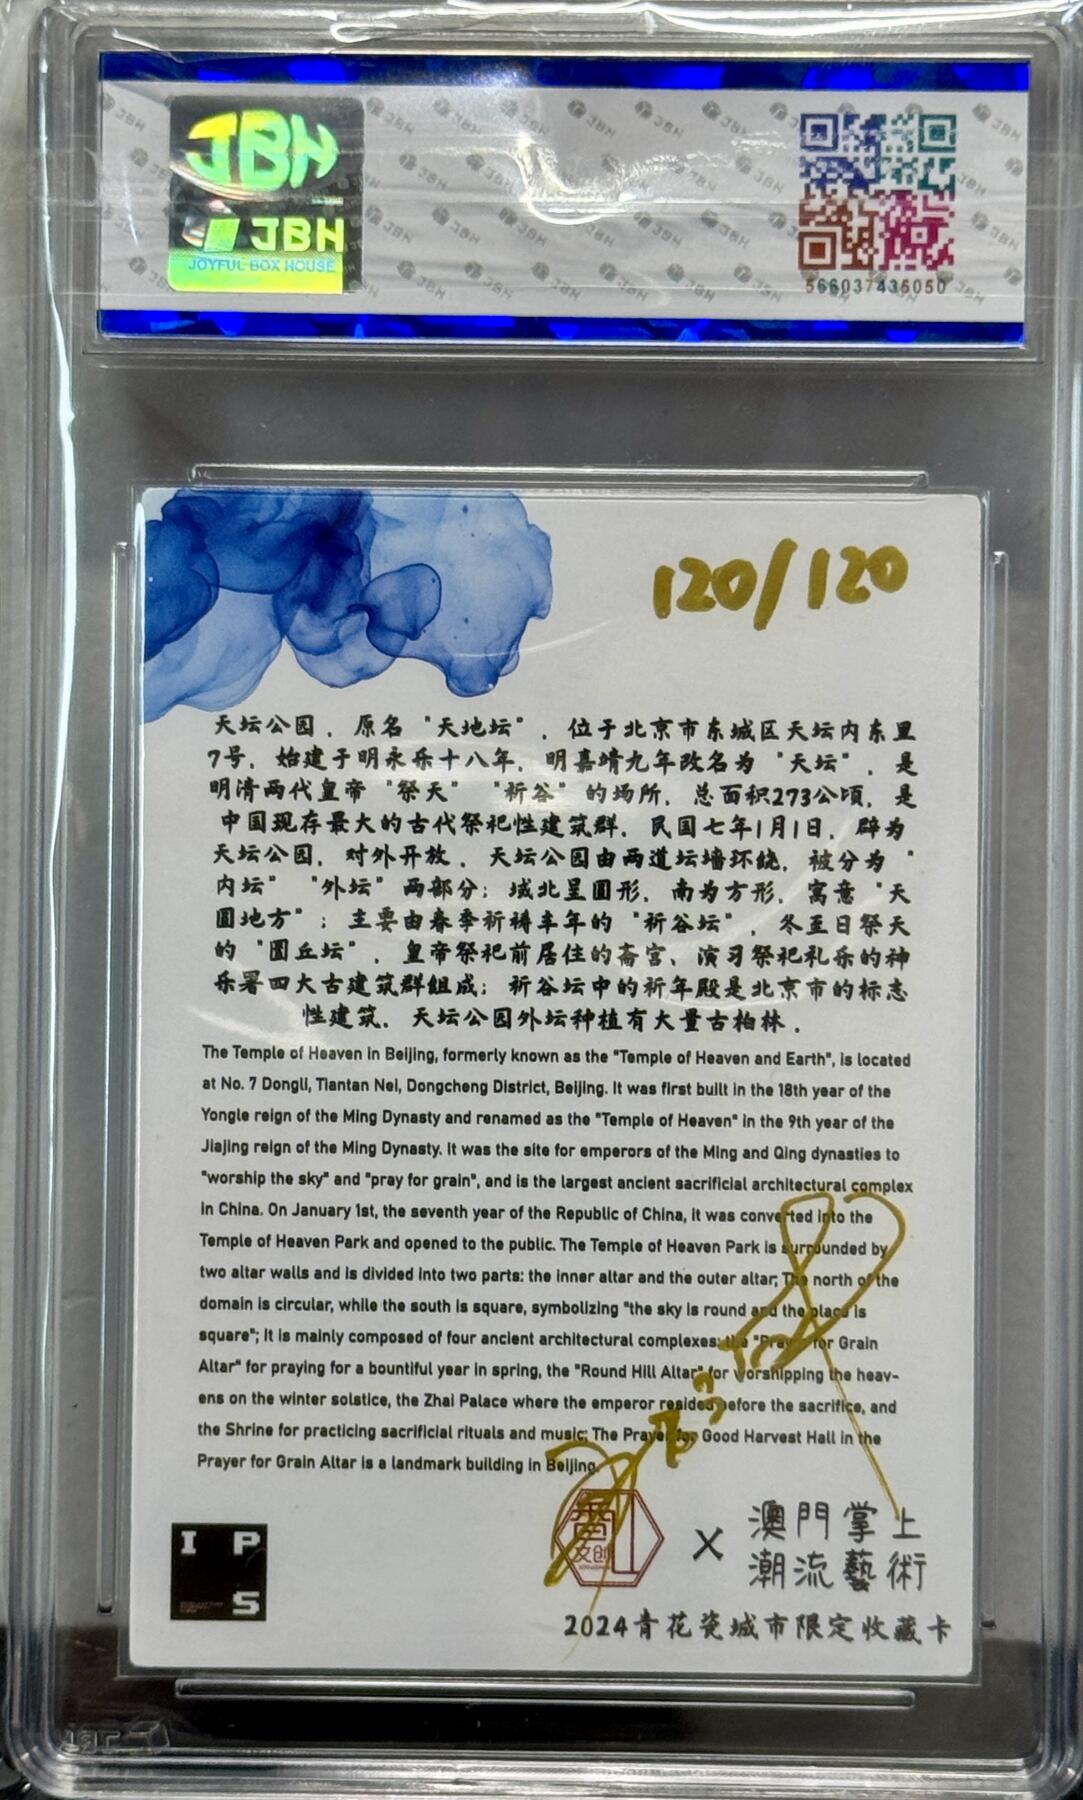 JBH
JBH
JOYFUL BOX HOUSE
566037435050
120/120
天坛公园，原名"天地坛"，位于北京市东城区天坛内东里
7号，始建于明永乐十八年，明嘉靖九年改名为"天坛"，是
明清两代皇帝"祭天""祈谷"的场所，总面积273公顷，是
中国现存最大的古代祭祀性建筑群，民国七年1月1日，辟为
天坛公园，对外开放。天坛公园由两道坛墙环绕，被分为"
内坛""外坛"两部分；域北呈圆形，南为方形，寓意"天
圆地方"；主要由春季祈祷丰年的"祈谷坛"，冬至日祭天
的"圜丘坛"，皇帝祭祀前居住的斋宫、演习祭祀礼乐的神
乐署四大古建筑群组成；祈谷坛中的祈年殿是北京市的标志
性建筑。天坛公园外坛种植有大量古柏林。
The Temple of Heaven in Beijing, formerly known as the "Temple of Heaven and Earth", is located
at No. 7 Dongli, Tiantan Nei, Dongcheng District, Beijing. It was first built in the 18th year of the
Yongle reign of the Ming Dynasty and renamed as the "Temple of Heaven" in the 9th year of the
Jiajing reign of the Ming Dynasty. It was the site for emperors of the Ming and Qing dynasties to
"worship the sky" and "pray for grain", and is the largest ancient sacrificial architectural complex
in China. On January 1st, the seventh year of the Republic of China, it was converted into the
Temple of Heaven Park and opened to the public. The Temple of Heaven Park is surrounded by
two altar walls and is divided into two parts: the inner altar and the outer altar; The north of the
domain is circular, while the south is square, symbolizing "the sky is round and the place is
square"; It is mainly composed of four ancient architectural complexes: the "Prayer for Grain
Altar" for praying for a bountiful year in spring, the "Round Hill Altar" for worshipping the heav-
ens on the winter solstice, the Zhai Palace where the emperor resided before the sacrifice, and
the Shrine for practicing sacrificial rituals and music; The Prayer for Good Harvest Hall in the
Prayer for Grain Altar is a landmark building in Beijing.
I P
S
文创
×
澳門掌上
潮流藝術
2024青花瓷城市限定收藏卡